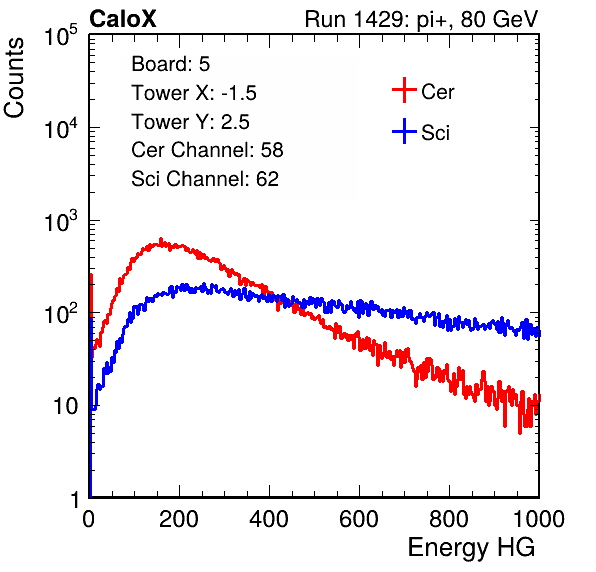 CaloX Run 1429: pi+, 80 GeV
Counts
Board: 5
Tower X: -1.5
Tower Y: 2.5
Cer Channel: 58
Sci Channel: 62
Cer
Sci
10^5
10^4
10^3
10^2
10
1
0 200 400 600 800 1000
Energy HG